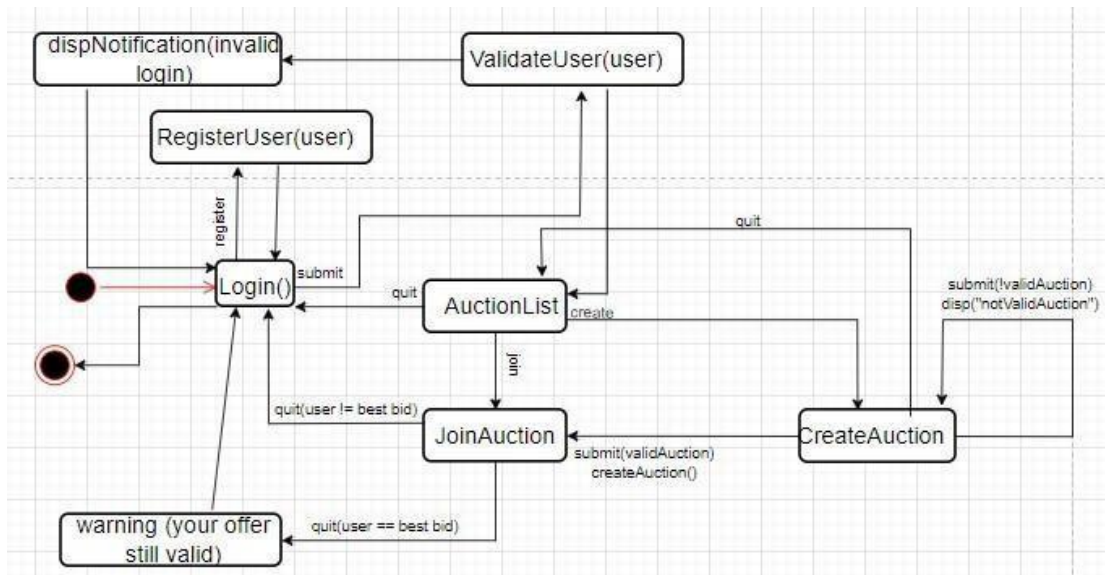 dispNotification(invalid
login)
ValidateUser(user)
RegisterUser(user)
register
quit
Login()
submit
quit
AuctionList
create
submit(!validAuction)
disp("notValidAuction")
join
quit(user != best bid)
JoinAuction
CreateAuction
submit(validAuction)
createAuction()
warning (your offer
still valid)
quit(user == best bid)